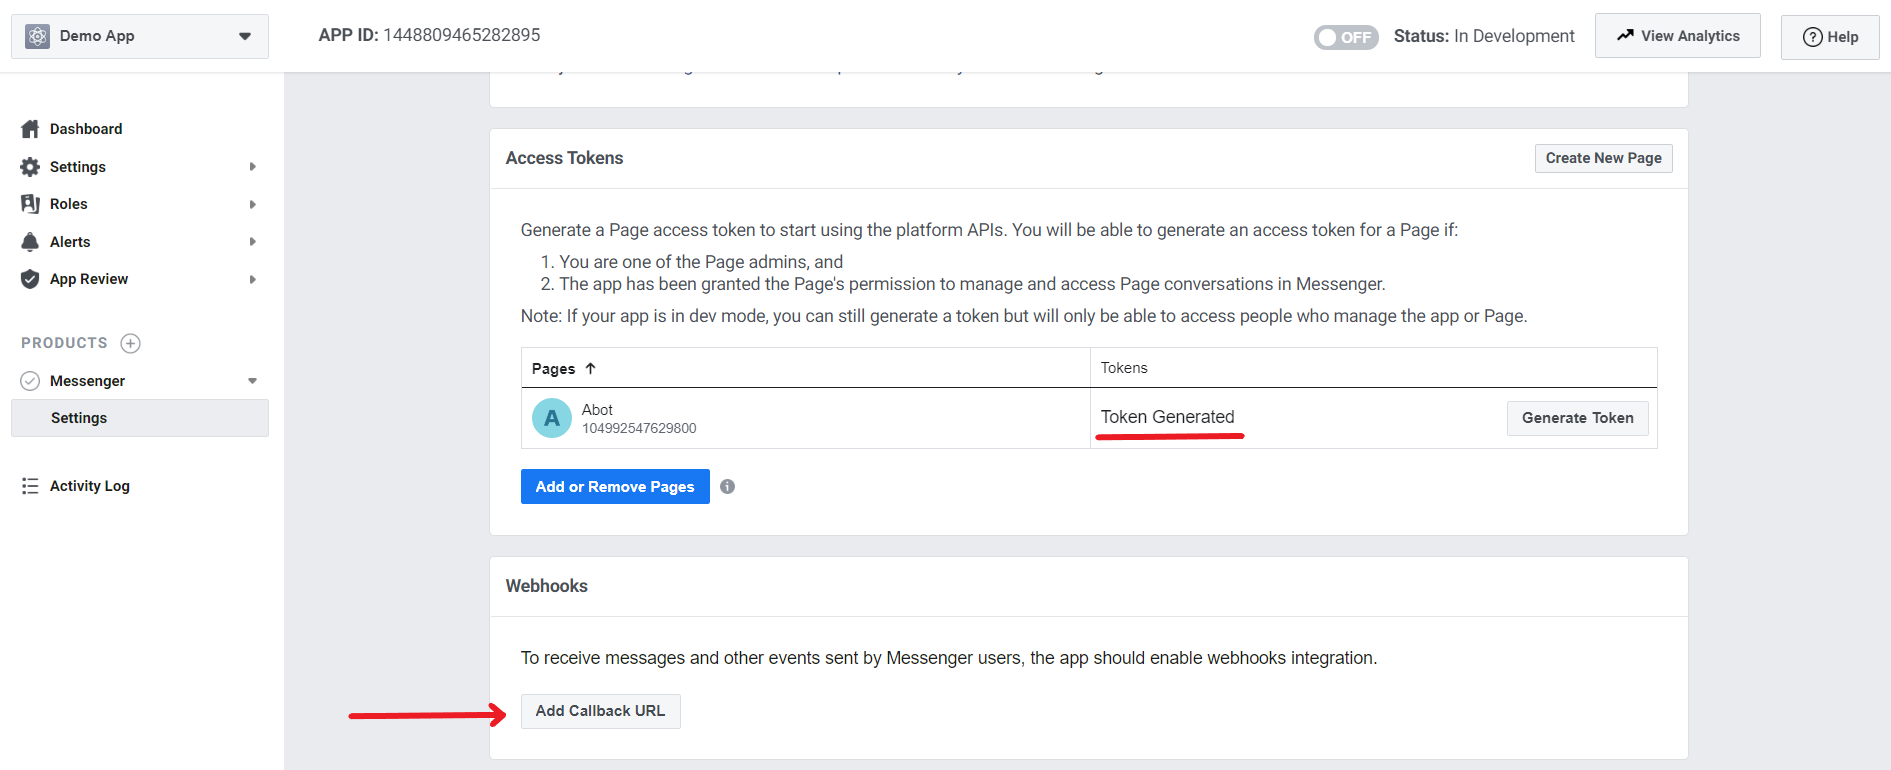 Demo App
APP ID: 1448809465282895
OFF
Status: In Development
View Analytics
Help
Dashboard
Settings
Roles
Alerts
App Review
PRODUCTS
Messenger
Settings
Activity Log
Access Tokens
Create New Page
Generate a Page access token to start using the platform APIs. You will be able to generate an access token for a Page if:
1. You are one of the Page admins, and
2. The app has been granted the Page's permission to manage and access Page conversations in Messenger.
Note: If your app is in dev mode, you can still generate a token but will only be able to access people who manage the app or Page.
Pages ↑
Tokens
A
Abot
104992547629800
Token Generated
Generate Token
Add or Remove Pages
Webhooks
To receive messages and other events sent by Messenger users, the app should enable webhooks integration.
Add Callback URL